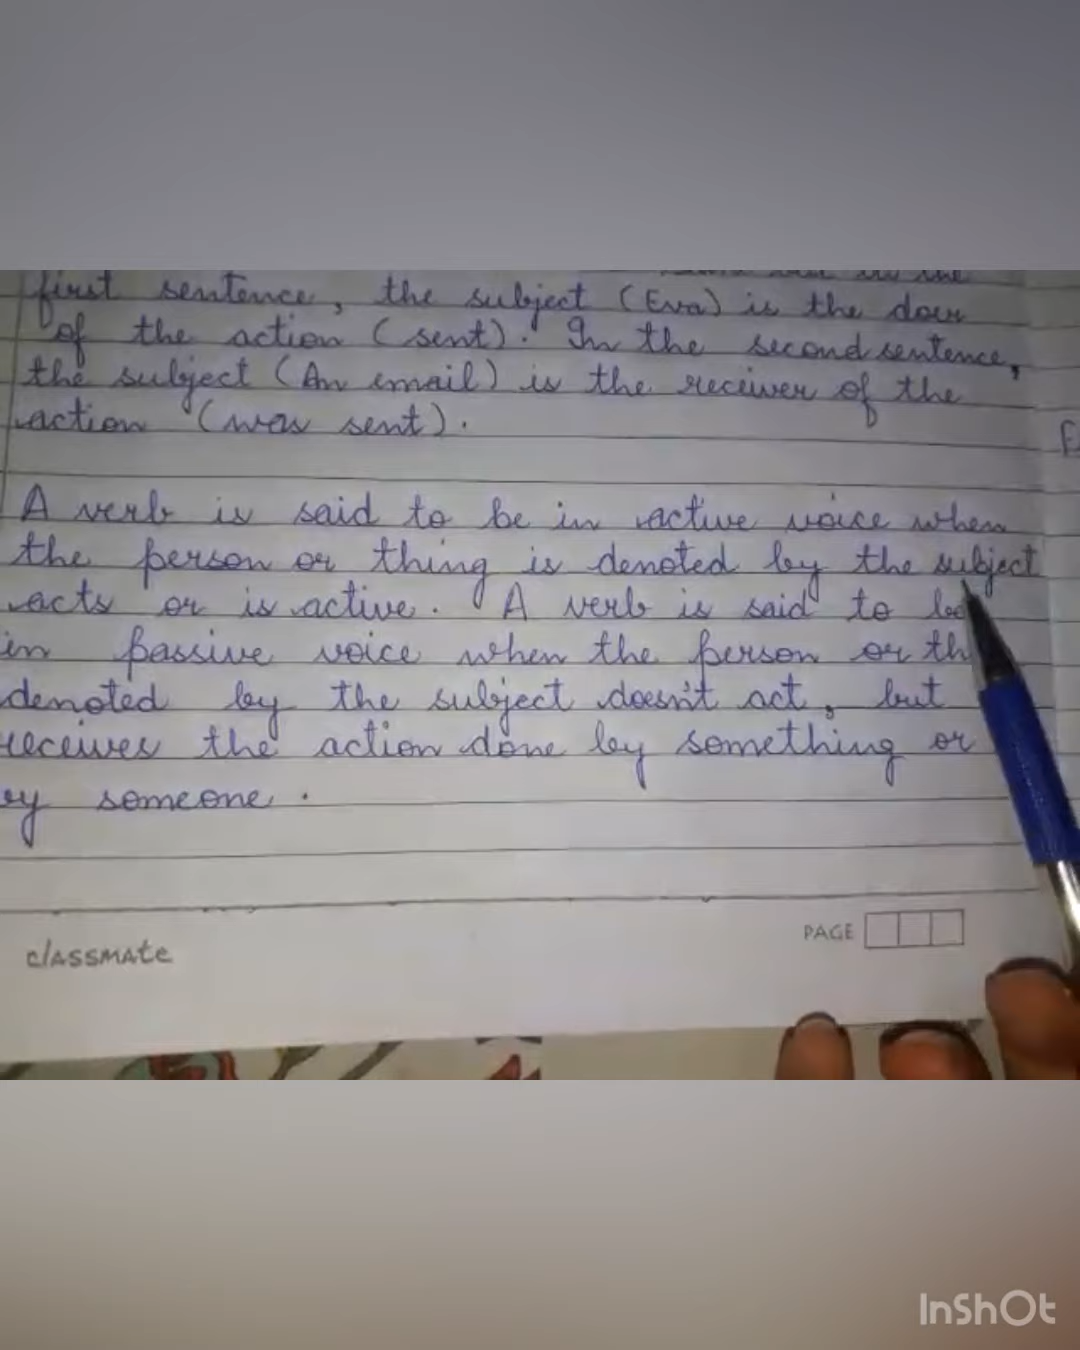 first sentence, the subject (Eva) is the doer
of the action (sent). In the second sentence,
the subject (An email) is the receiver of the
action (was sent).
A verb is said to be in active voice when
the person or thing is denoted by the subject
acts or is active. A verb is said to be
in passive voice when the person or th
denoted by the subject doesn't act, but
receives the action done by something or
by someone.
classmate
PAGE
InShOt